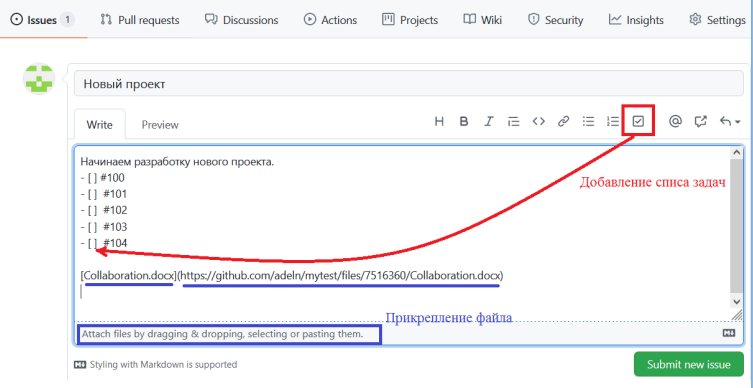 Issues 1 Pull requests Discussions Actions Projects Wiki Security Insights Settings
Новый проект
Write Preview H B I
Начинаем разработку нового проекта.
- [ ] #100
- [ ] #101
- [ ] #102
- [ ] #103
- [ ] #104
Добавление списа задач
[Collaboration.docx](https://github.com/adeln/mytest/files/7516360/Collaboration.docx)
Прикрепление файла
Attach files by dragging & dropping, selecting or pasting them.
Styling with Markdown is supported
Submit new issue